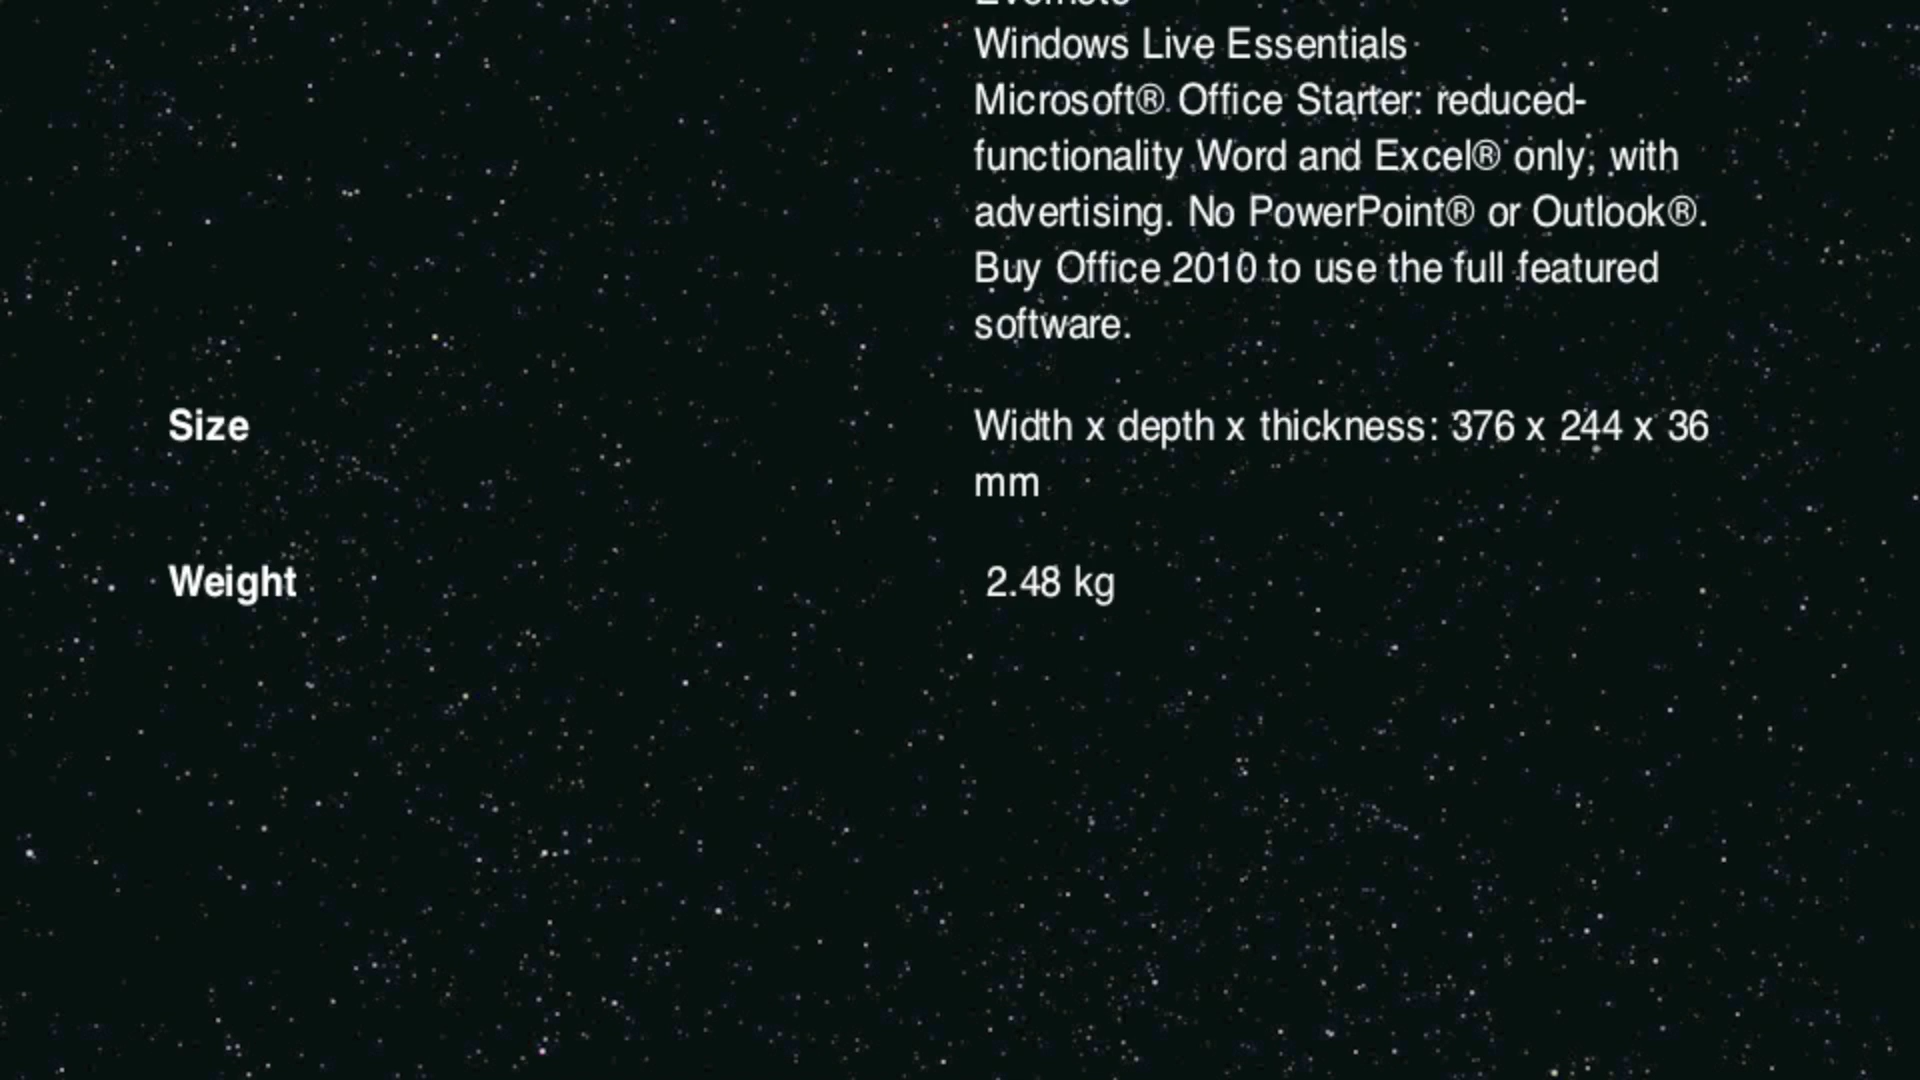 Windows Live Essentials
Microsoft® Office Starter: reduced-
functionality Word and Excel® only, with
advertising. No PowerPoint® or Outlook®.
Buy Office 2010 to use the full featured
software.
Size
Width x depth x thickness: 376 x 244 x 36
mm
Weight
2.48 kg